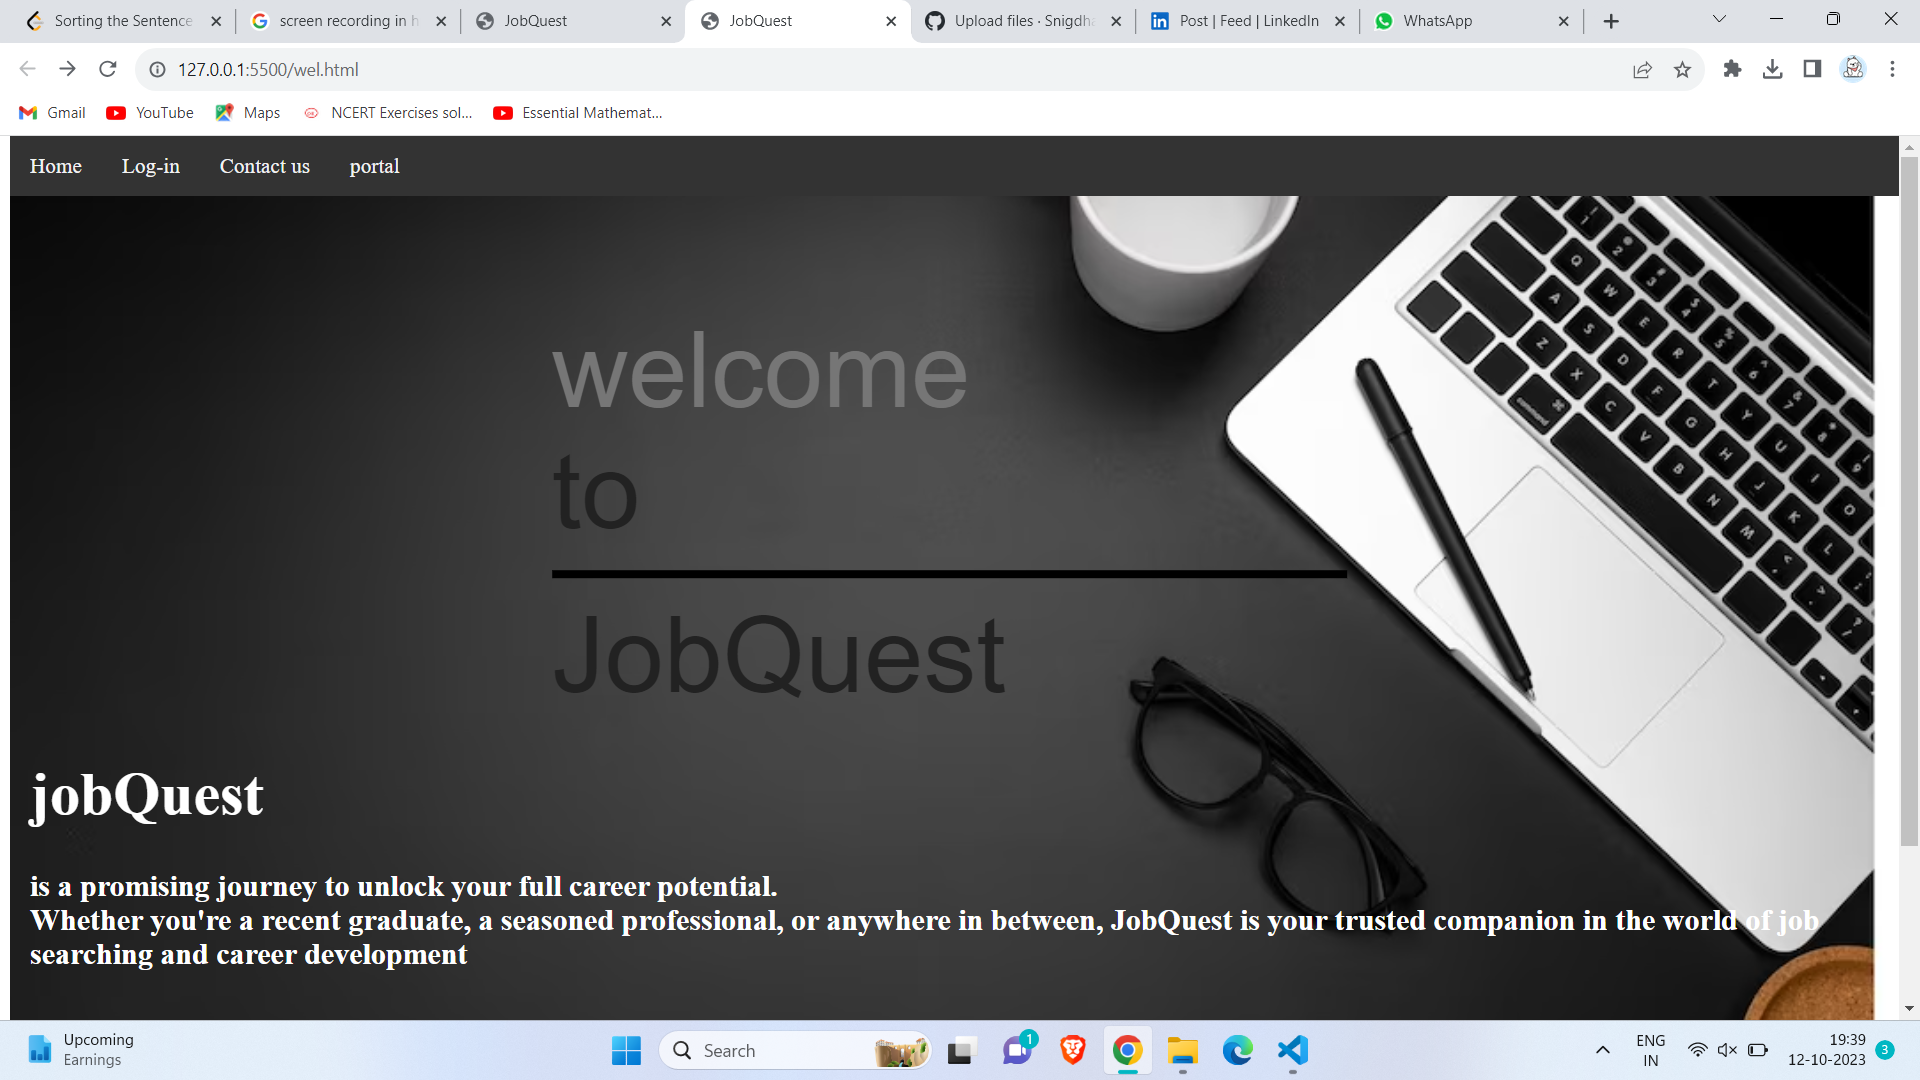 Sorting the Sentence
screen recording in h
JobQuest
JobQuest
Upload files · Snigdha
Post | Feed | LinkedIn
WhatsApp
127.0.0.1:5500/wel.html
Gmail
YouTube
Maps
NCERT Exercises sol...
Essential Mathemat...
Home
Log-in
Contact us
portal
welcome
to
JobQuest
jobQuest
is a promising journey to unlock your full career potential.
Whether you're a recent graduate, a seasoned professional, or anywhere in between, JobQuest is your trusted companion in the world of job
searching and career development
command
Upcoming
Earnings
Search
1
ENG
IN
19:39
12-10-2023
3